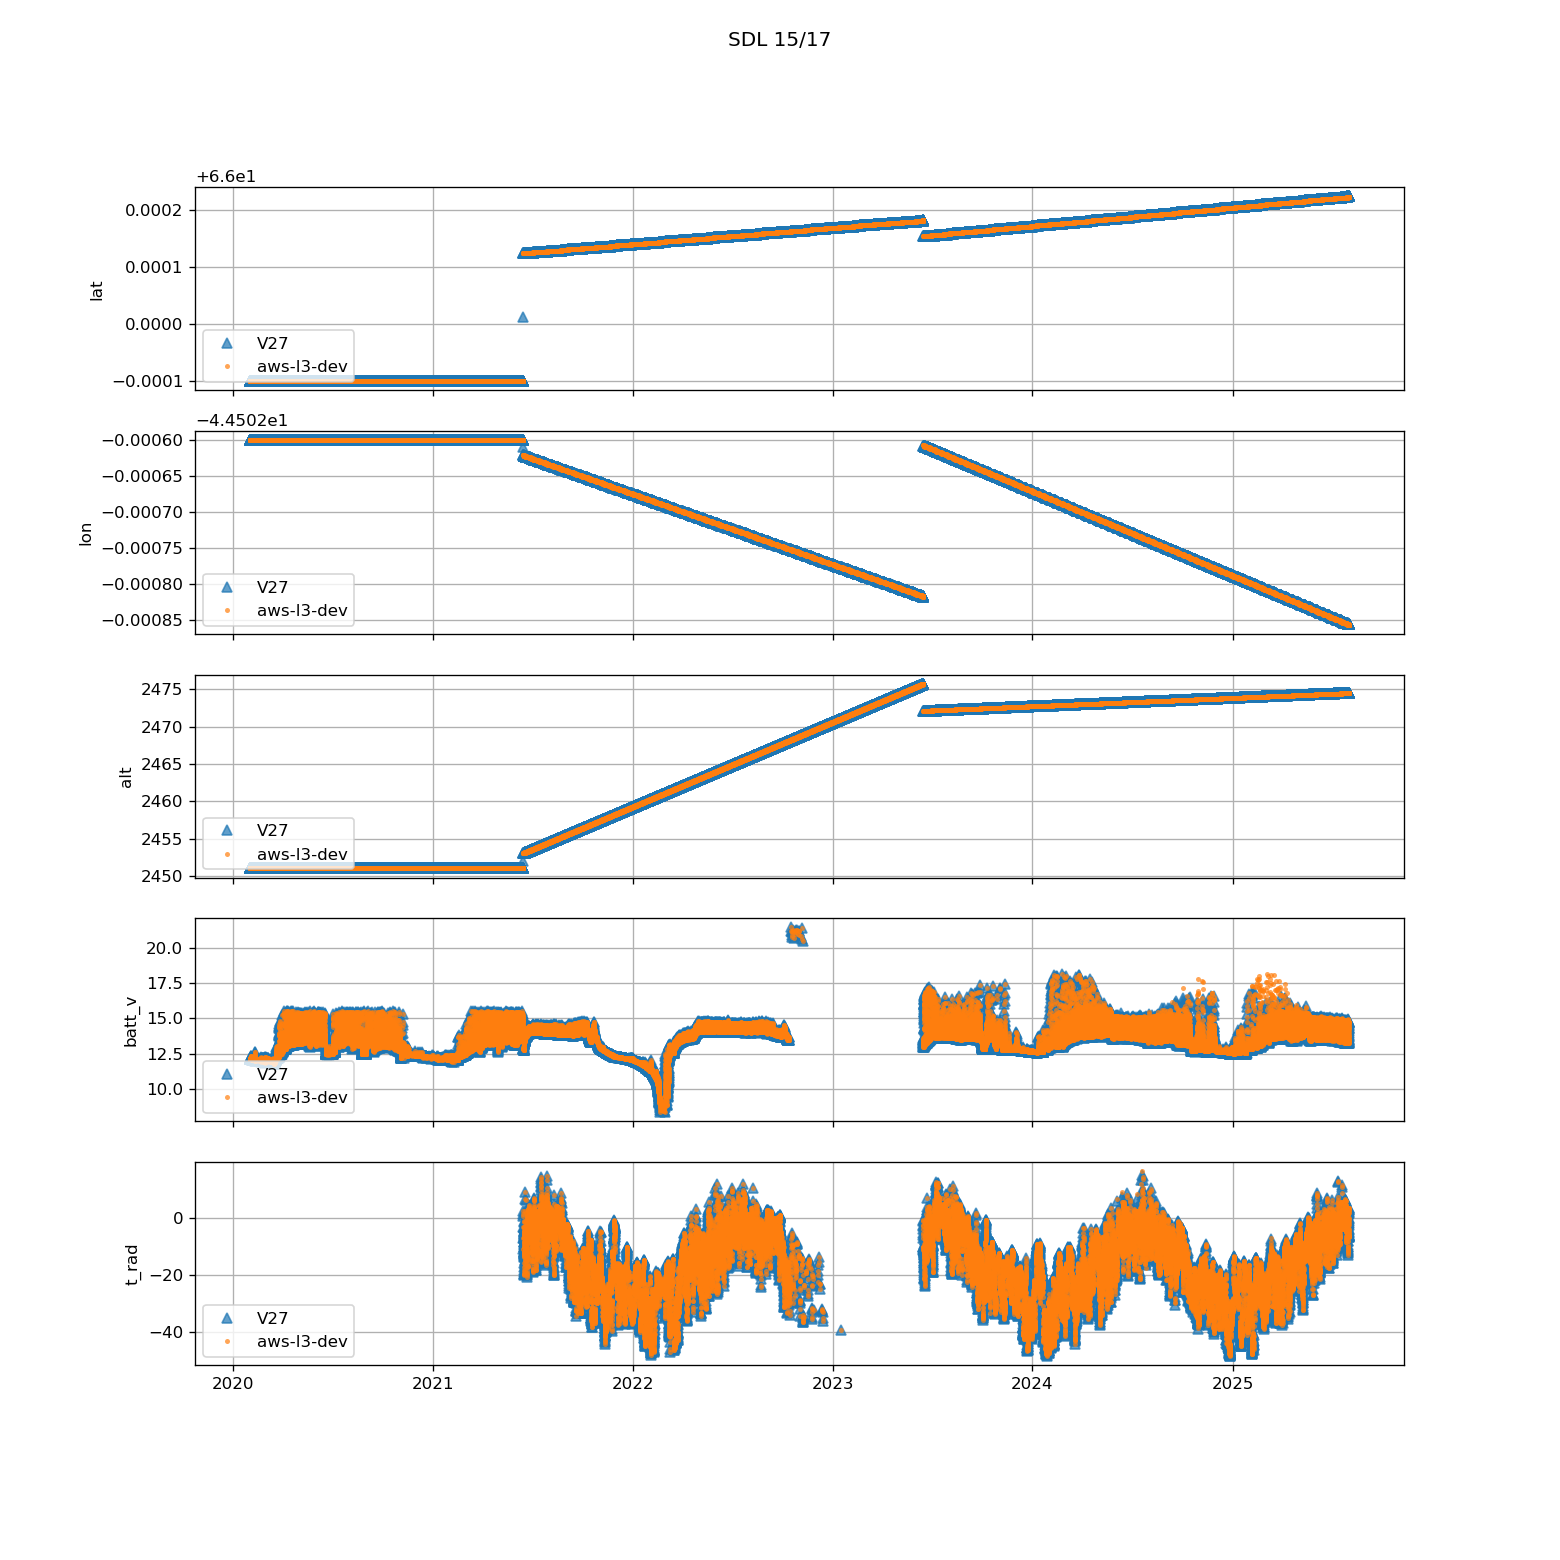 SDL 15/17
+6.6e1
0.0002
0.0001
0.0000
−0.0001
lat
V27
aws-l3-dev
−4.4502e1
−0.00060
−0.00065
−0.00070
−0.00075
−0.00080
−0.00085
lon
V27
aws-l3-dev
2475
2470
2465
2460
2455
2450
alt
V27
aws-l3-dev
20.0
17.5
15.0
12.5
10.0
batt_v
V27
aws-l3-dev
0
−20
−40
t_rad
V27
aws-l3-dev
2020 2021 2022 2023 2024 2025